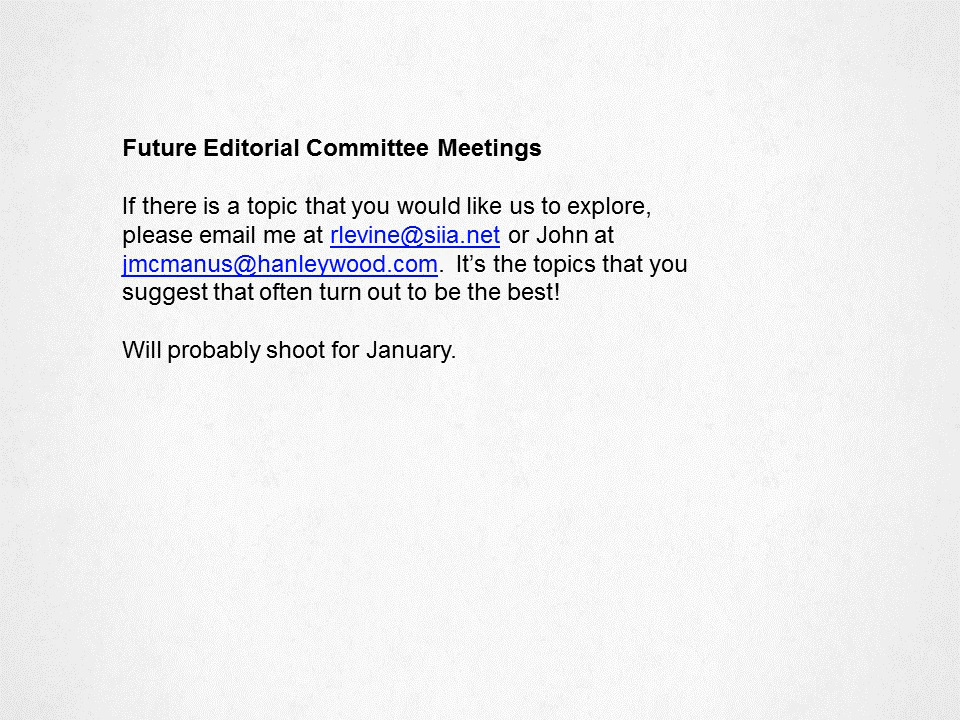 Future Editorial Committee Meetings
If there is a topic that you would like us to explore,
please email me at rlevine@siia.net or John at
jmcmanus@hanleywood.com.  It’s the topics that you
suggest that often turn out to be the best!
Will probably shoot for January.